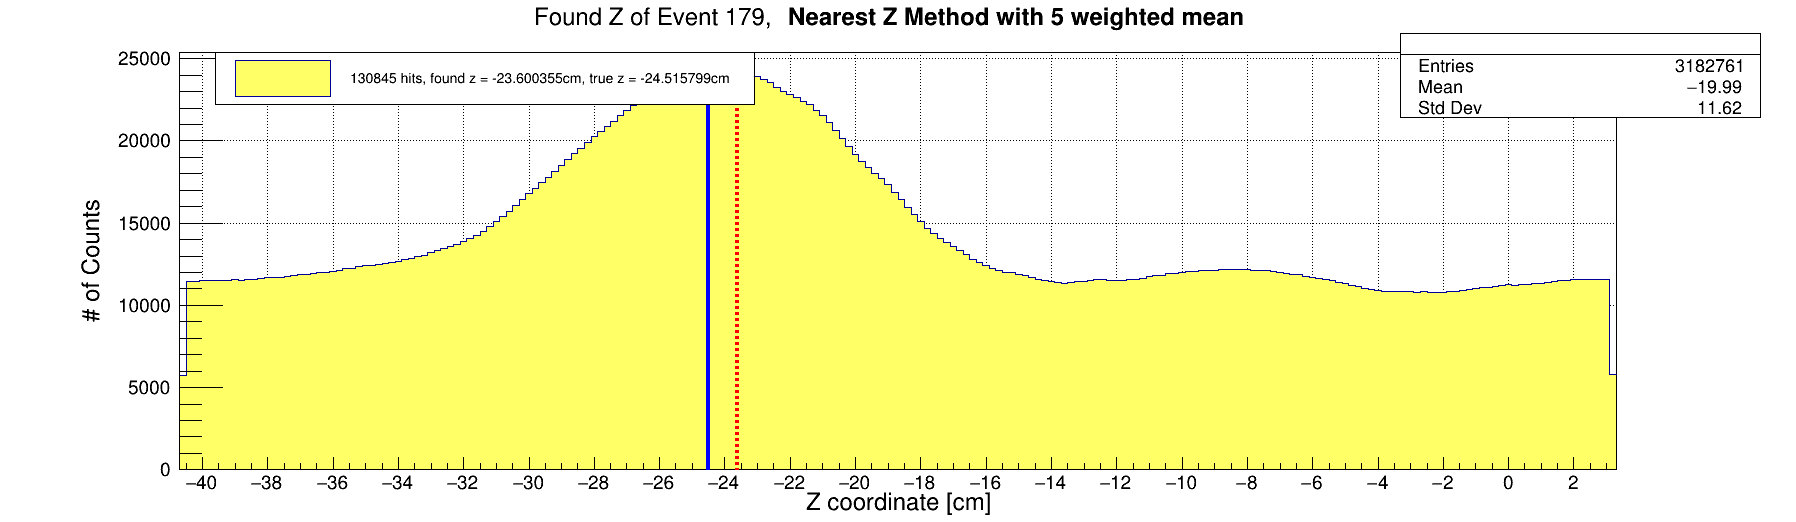 Found Z of Event 179, Nearest Z Method with 5 weighted mean
130845 hits, found z = -23.600355cm, true z = -24.515799cm
Entries 3182761
Mean −19.99
Std Dev 11.62
# of Counts
25000
20000
15000
10000
5000
0
−40 −38 −36 −34 −32 −30 −28 −26 −24 −22 −20 −18 −16 −14 −12 −10 −8 −6 −4 −2 0 2
Z coordinate [cm]